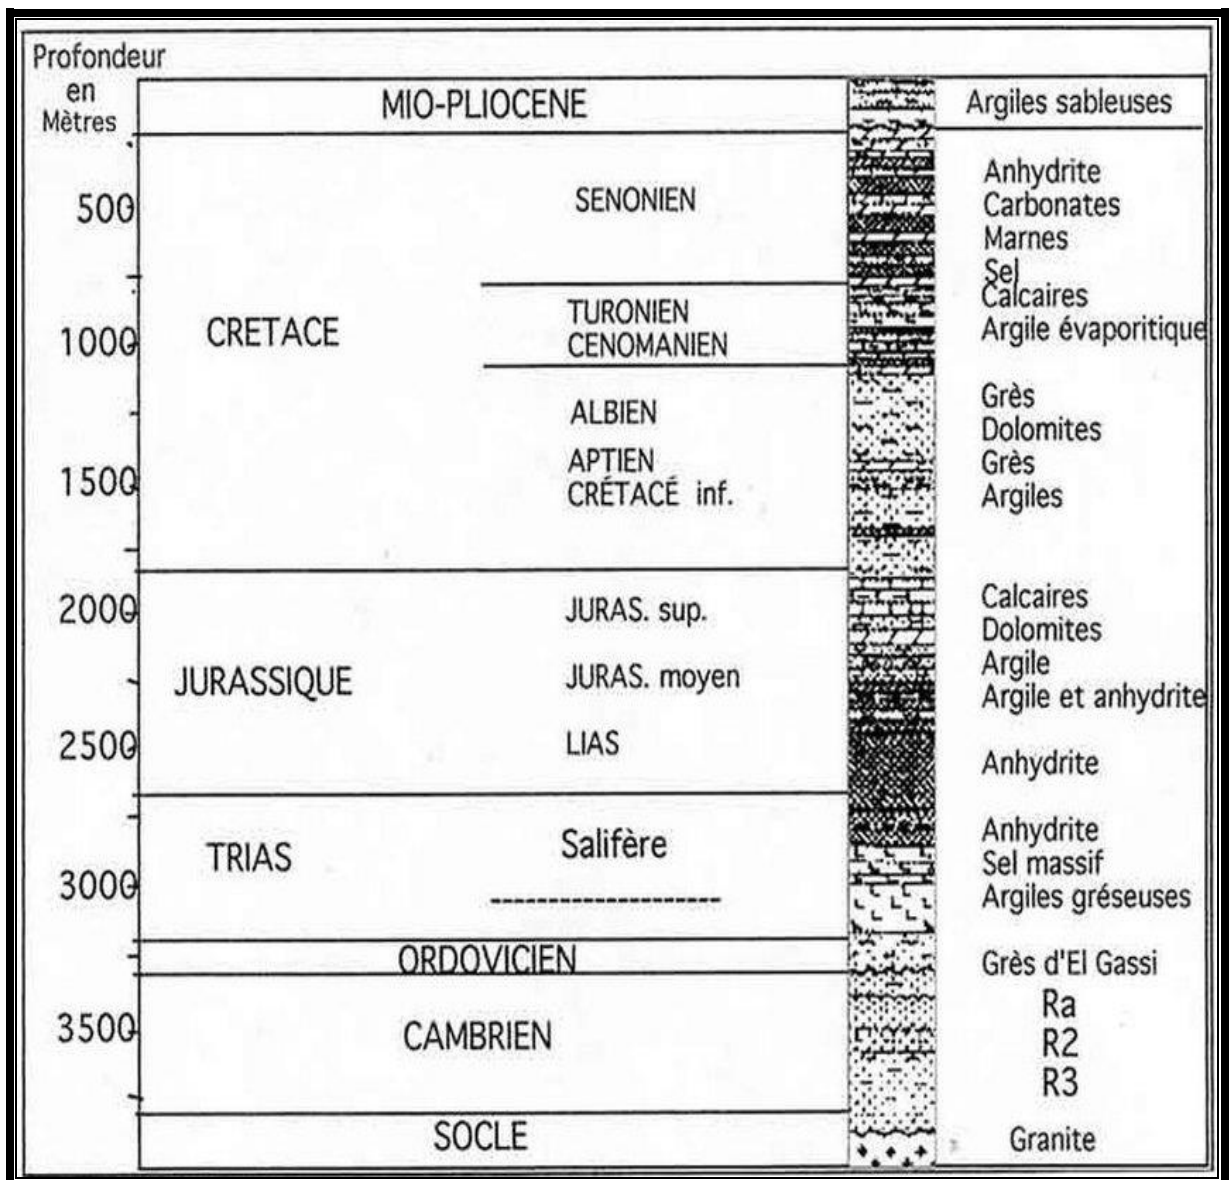 Profondeur
en
Mètres
MIO-PLIOCENE
Argiles sableuses
500
1000
1500
2000
2500
3000
3500
CRETACE
SENONIEN
TURONIEN
CENOMANIEN
ALBIEN
APTIEN
CRÉTACÉ inf.
Anhydrite
Carbonates
Marnes
Sel
Calcaires
Argile évaporitique
Grès
Dolomites
Grès
Argiles
JURASSIQUE
JURAS. sup.
JURAS. moyen
LIAS
Calcaires
Dolomites
Argile
Argile et anhydrite
Anhydrite
TRIAS
Salifère
Anhydrite
Sel massif
Argiles gréseuses
ORDOVICIEN
Grès d'El Gassi
CAMBRIEN
Ra
R2
R3
SOCLE
Granite